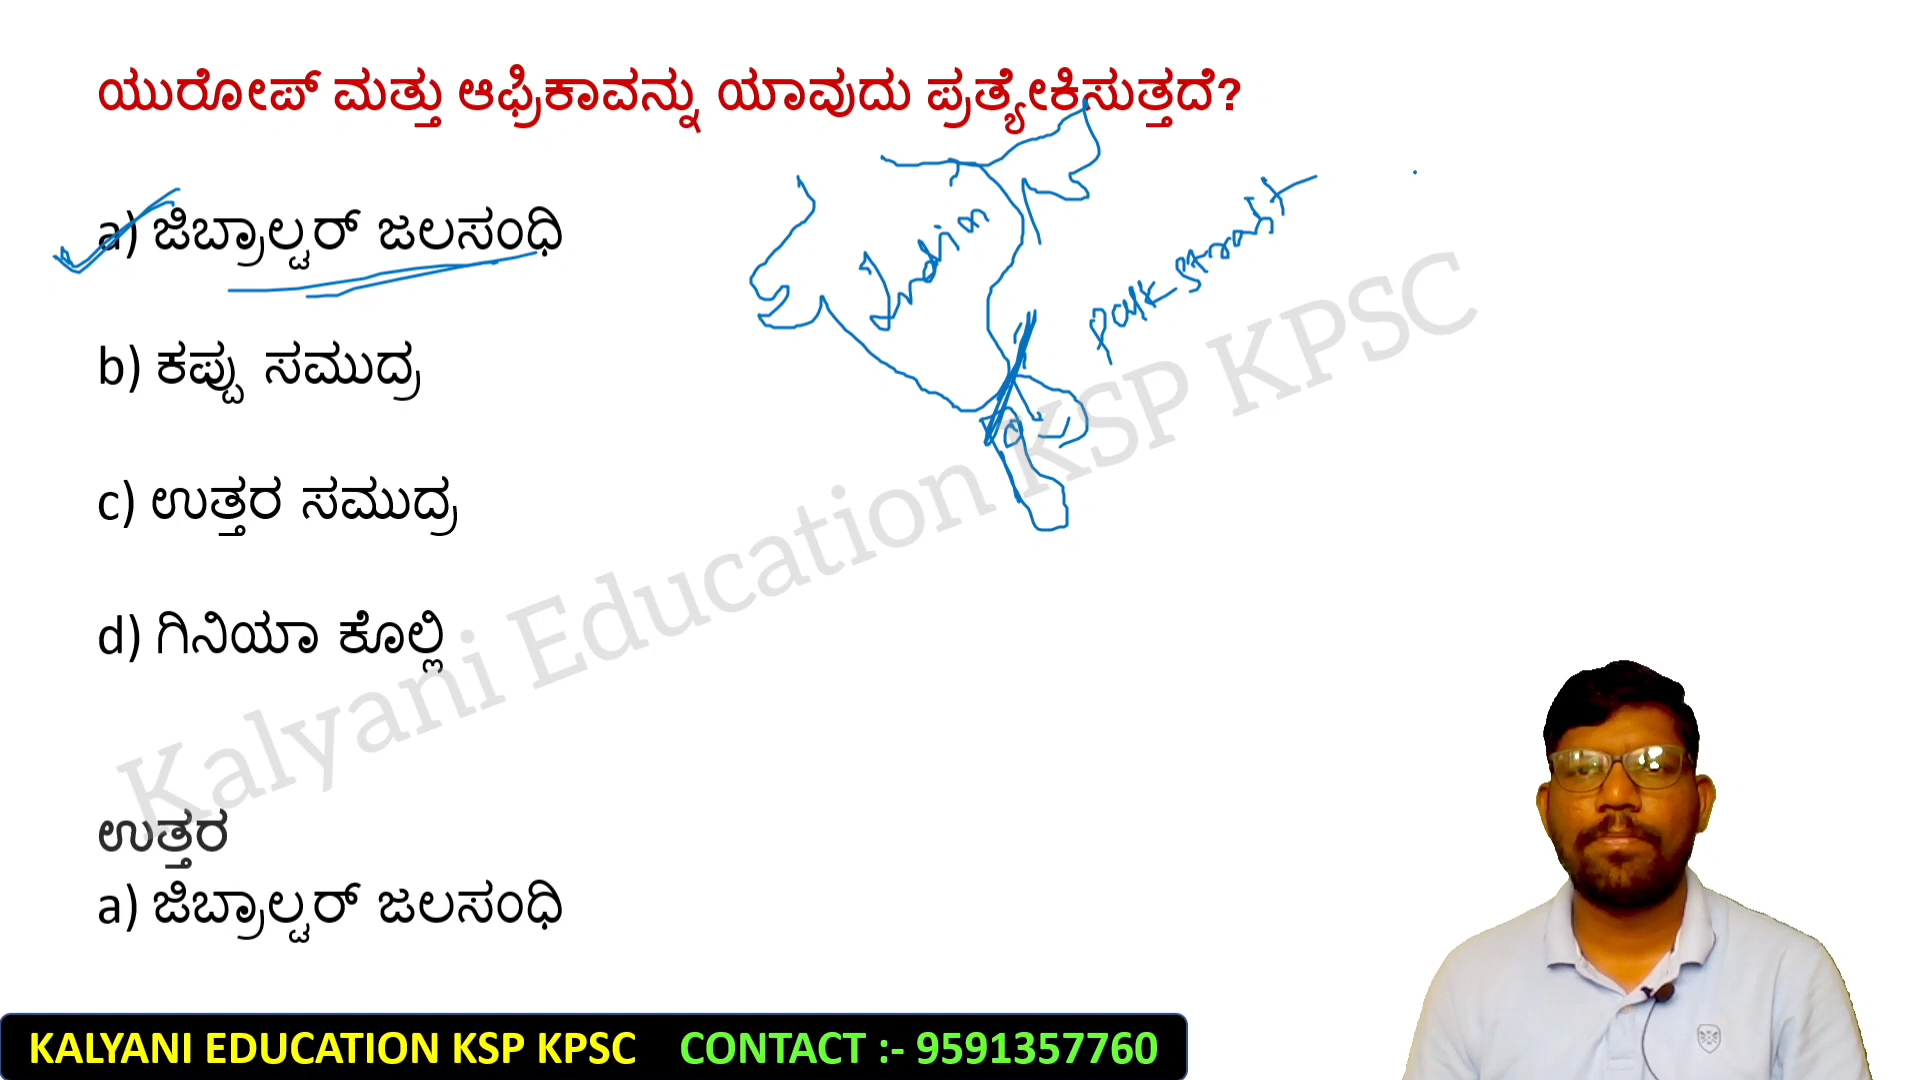 ಯುರೋಪ್ ಮತ್ತು ಆಫ್ರಿಕಾವನ್ನು ಯಾವುದು ಪ್ರತ್ಯೇಕಿಸುತ್ತದೆ?
a) ಜಿಬ್ರಾಲ್ಟರ್ ಜಲಸಂಧಿ
Indian
palk strait
b) ಕಪ್ಪು ಸಮುದ್ರ
c) ಉತ್ತರ ಸಮುದ್ರ
d) ಗಿನಿಯಾ ಕೊಲ್ಲಿ
Kalyani Education KSP KPSC
ಉತ್ತರ
a) ಜಿಬ್ರಾಲ್ಟರ್ ಜಲಸಂಧಿ
KALYANI EDUCATION KSP KPSC CONTACT :- 9591357760